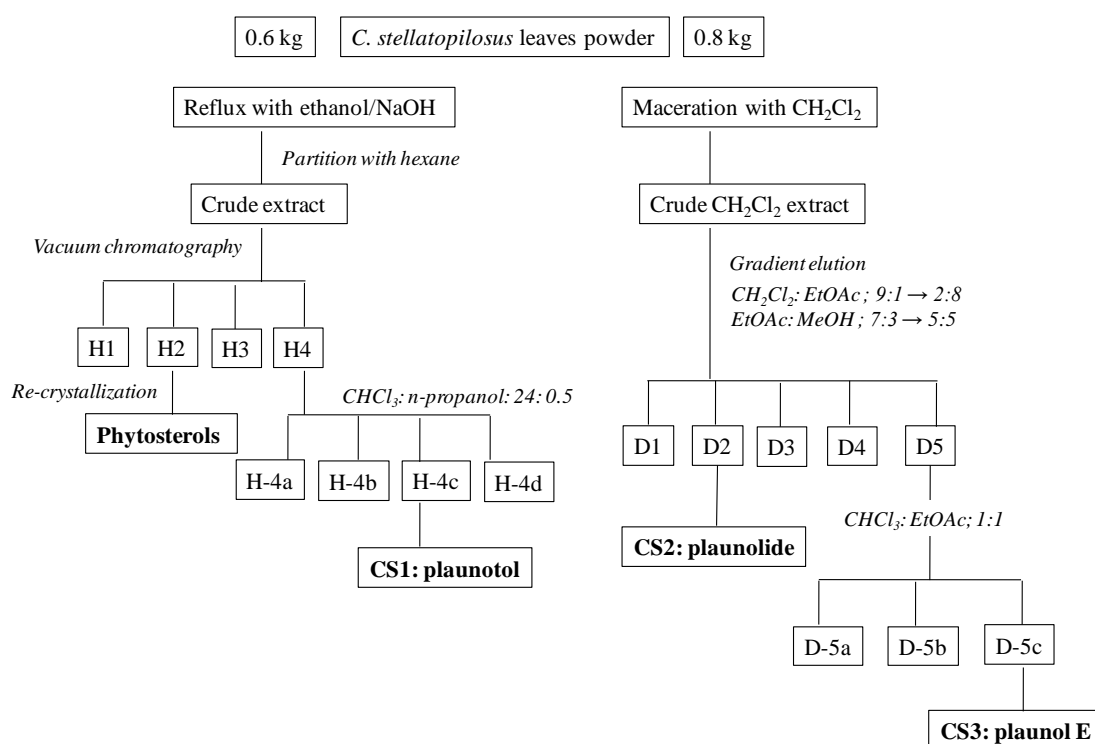 0.6 kg
C. stellatopilosus leaves powder
0.8 kg
Reflux with ethanol/NaOH
Partition with hexane
Crude extract
Vacuum chromatography
H1
H2
H3
H4
Re-crystallization
Phytosterols
CHCl₃: n-propanol: 24: 0.5
H-4a
H-4b
H-4c
H-4d
CS1: plaunotol
Maceration with CH₂Cl₂
Crude CH₂Cl₂ extract
Gradient elution
CH₂Cl₂: EtOAc ; 9:1 → 2:8
EtOAc: MeOH ; 7:3 → 5:5
D1
D2
D3
D4
D5
CS2: plaunolide
CHCl₃: EtOAc; 1:1
D-5a
D-5b
D-5c
CS3: plaunol E